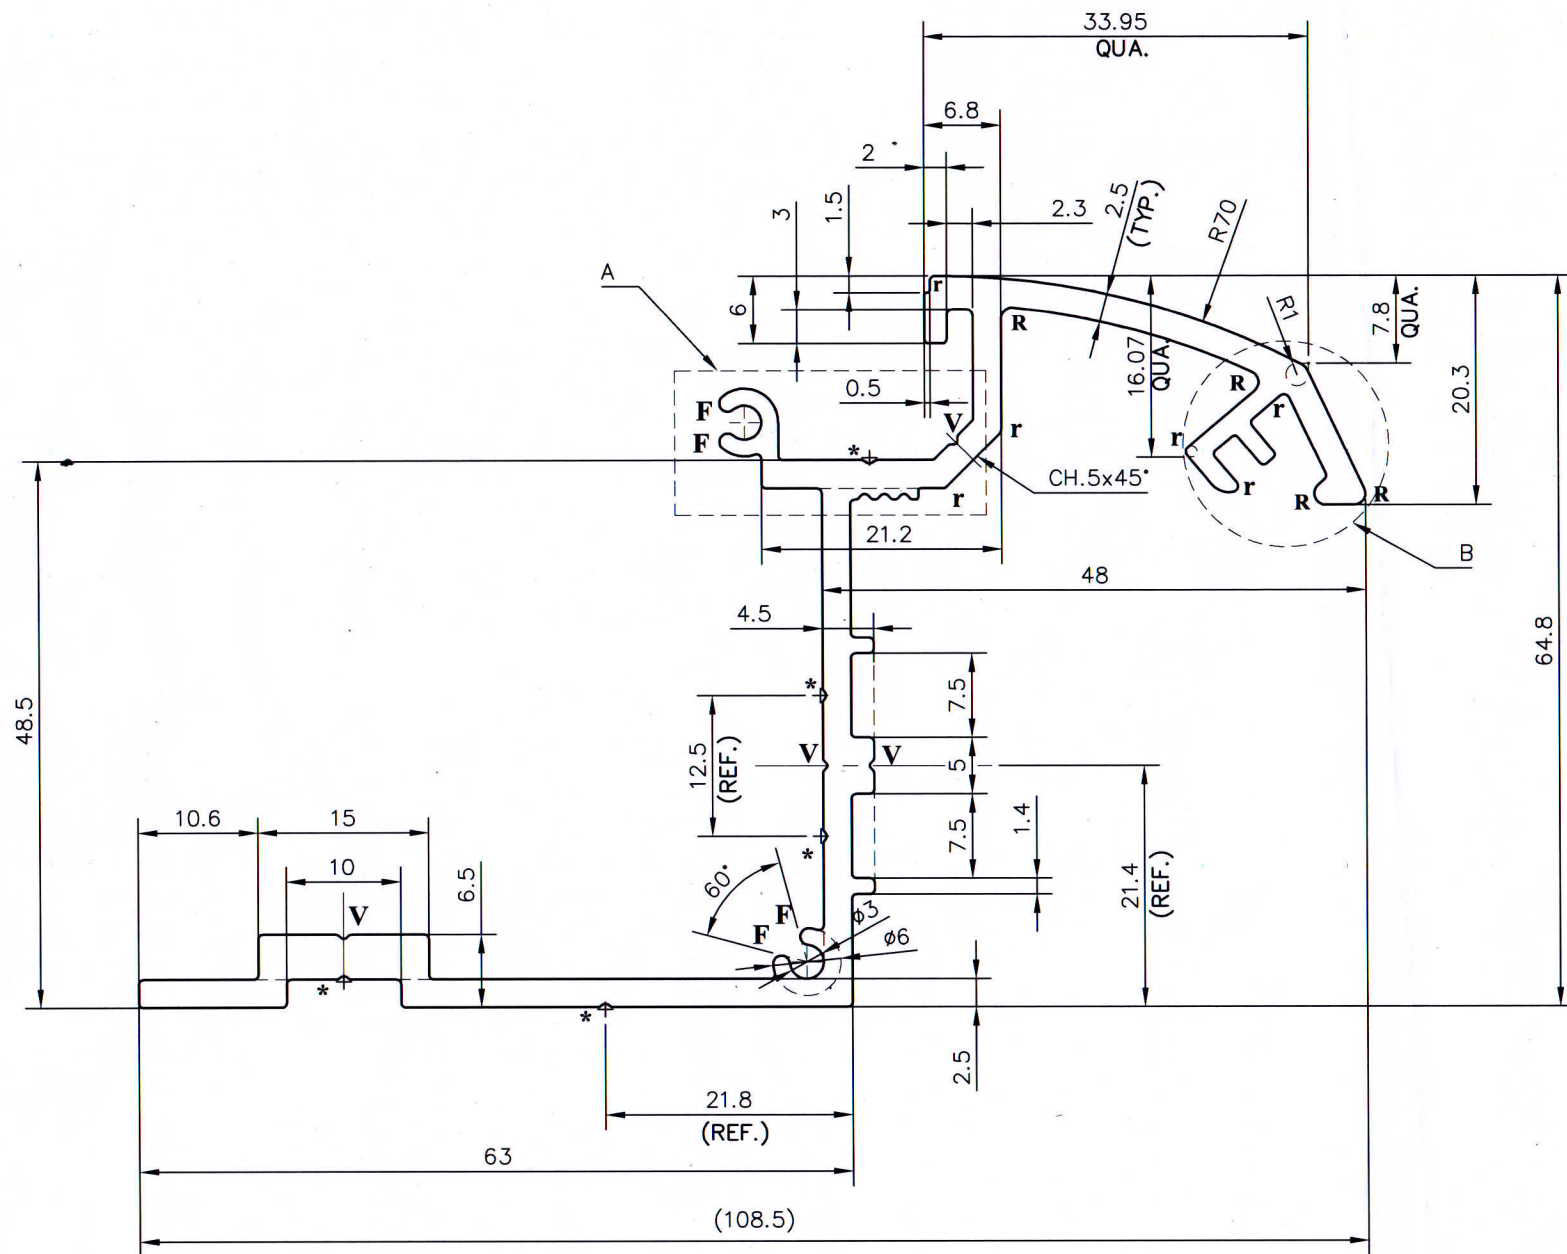 33.95
QUA.
6.8
2
1.5
3
2.3
2.5
(TYP.)
R70
A
6
r
R
16.07
QUA.
R1
7.8
QUA.
20.3
64.8
0.5
F
F
V
*
r
R
r
r
r
R
R
CH.5x45°
r
21.2
B
48
4.5
48.5
*
7.5
12.5
(REF.)
V
V
5
7.5
1.4
21.4
(REF.)
*
10.6
15
10
6.5
V
60°
F
F
ø3
ø6
*
*
2.5
21.8
(REF.)
63
(108.5)